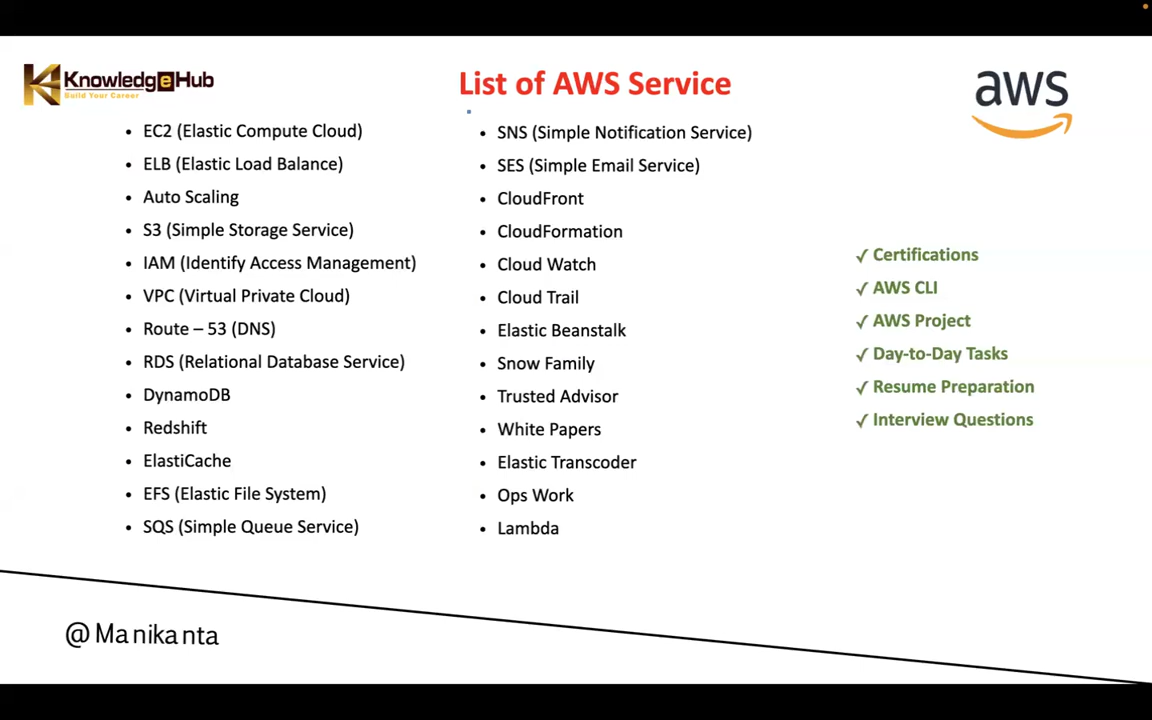 KnowledgeHub
Build Your Career
List of AWS Service
aws
• EC2 (Elastic Compute Cloud)
• ELB (Elastic Load Balance)
• Auto Scaling
• S3 (Simple Storage Service)
• IAM (Identify Access Management)
• VPC (Virtual Private Cloud)
• Route – 53 (DNS)
• RDS (Relational Database Service)
• DynamoDB
• Redshift
• ElastiCache
• EFS (Elastic File System)
• SQS (Simple Queue Service)
• SNS (Simple Notification Service)
• SES (Simple Email Service)
• CloudFront
• CloudFormation
• Cloud Watch
• Cloud Trail
• Elastic Beanstalk
• Snow Family
• Trusted Advisor
• White Papers
• Elastic Transcoder
• Ops Work
• Lambda
✓ Certifications
✓ AWS CLI
✓ AWS Project
✓ Day-to-Day Tasks
✓ Resume Preparation
✓ Interview Questions
@Manikanta